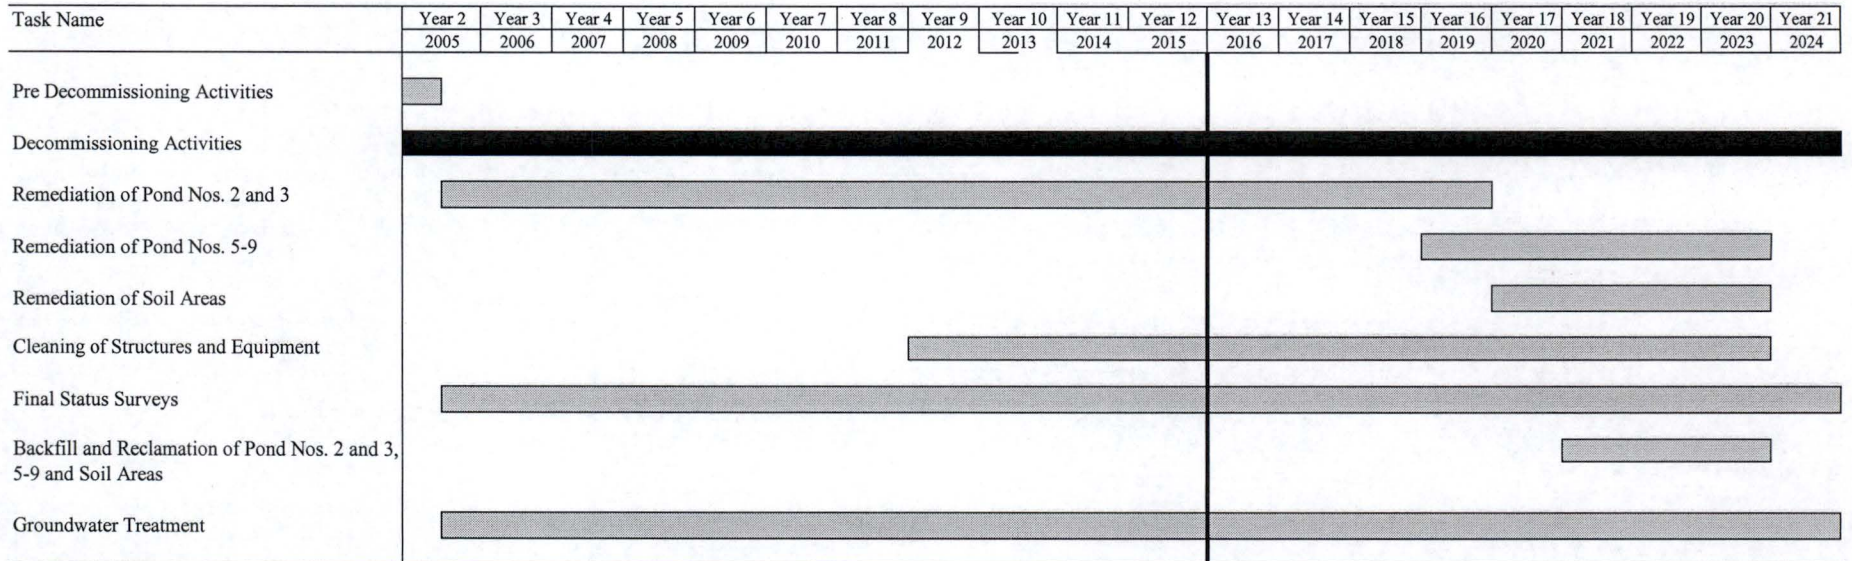 Task Name Year 2 Year 3 Year 4 Year 5 Year 6 Year 7 Year 8 Year 9 Year 10 Year 11 Year 12 Year 13 Year 14 Year 15 Year 16 Year 17 Year 18 Year 19 Year 20 Year 21
2005 2006 2007 2008 2009 2010 2011 2012 2013 2014 2015 2016 2017 2018 2019 2020 2021 2022 2023 2024
Pre Decommissioning Activities
Decommissioning Activities
Remediation of Pond Nos. 2 and 3
Remediation of Pond Nos. 5-9
Remediation of Soil Areas
Cleaning of Structures and Equipment
Final Status Surveys
Backfill and Reclamation of Pond Nos. 2 and 3,
5-9 and Soil Areas
Groundwater Treatment